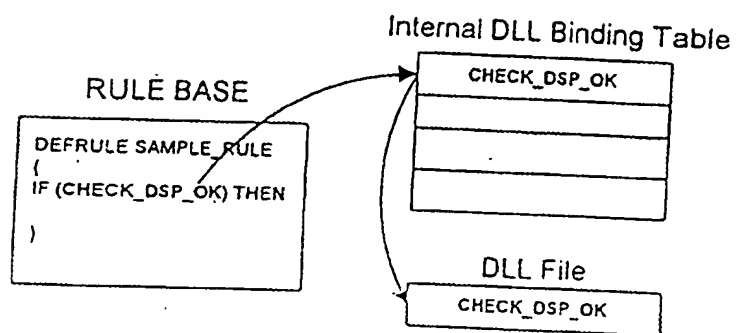 Internal DLL Binding Table
CHECK_DSP_OK
RULE BASE
DEFRULE SAMPLE_RULE
{
IF (CHECK_DSP_OK) THEN
}
DLL File
CHECK_DSP_OK